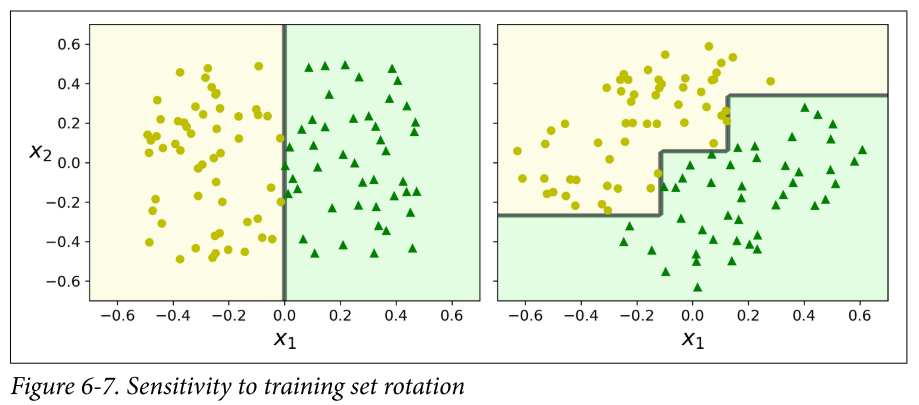 0.6
0.4
0.2
0.0
−0.2
−0.4
−0.6
x2
−0.6 −0.4 −0.2 0.0 0.2 0.4 0.6
x1
−0.6 −0.4 −0.2 0.0 0.2 0.4 0.6
x1
Figure 6-7. Sensitivity to training set rotation